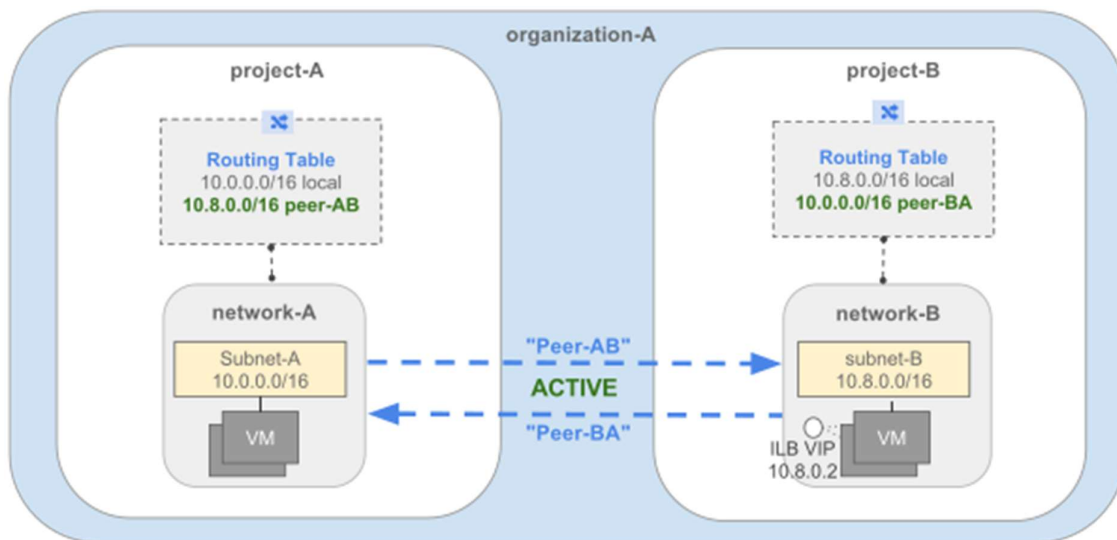 organization-A
project-A
Routing Table
10.0.0.0/16 local
10.8.0.0/16 peer-AB
network-A
Subnet-A
10.0.0.0/16
VM
"Peer-AB"
ACTIVE
"Peer-BA"
project-B
Routing Table
10.8.0.0/16 local
10.0.0.0/16 peer-BA
network-B
subnet-B
10.8.0.0/16
VM
ILB VIP
10.8.0.2